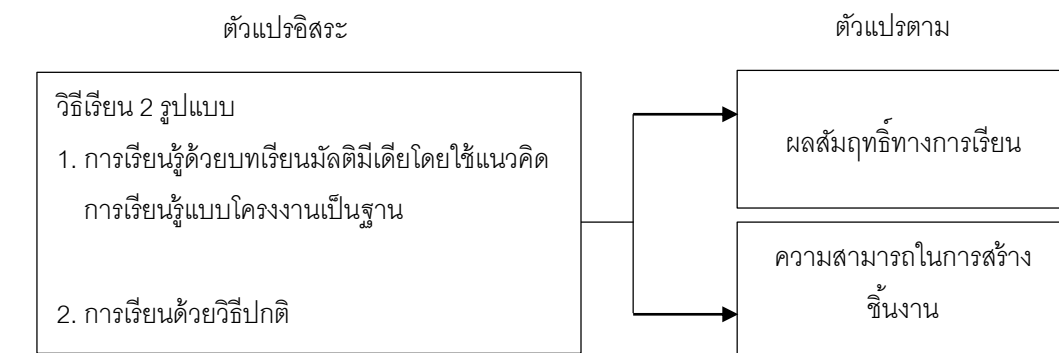 ตัวแปรอิสระ
ตัวแปรตาม
วิธีเรียน 2 รูปแบบ
1. การเรียนรู้ด้วยบทเรียนมัลติมีเดียโดยใช้แนวคิด
การเรียนรู้แบบโครงงานเป็นฐาน
2. การเรียนด้วยวิธีปกติ
ผลสัมฤทธิ์ทางการเรียน
ความสามารถในการสร้าง
ชิ้นงาน